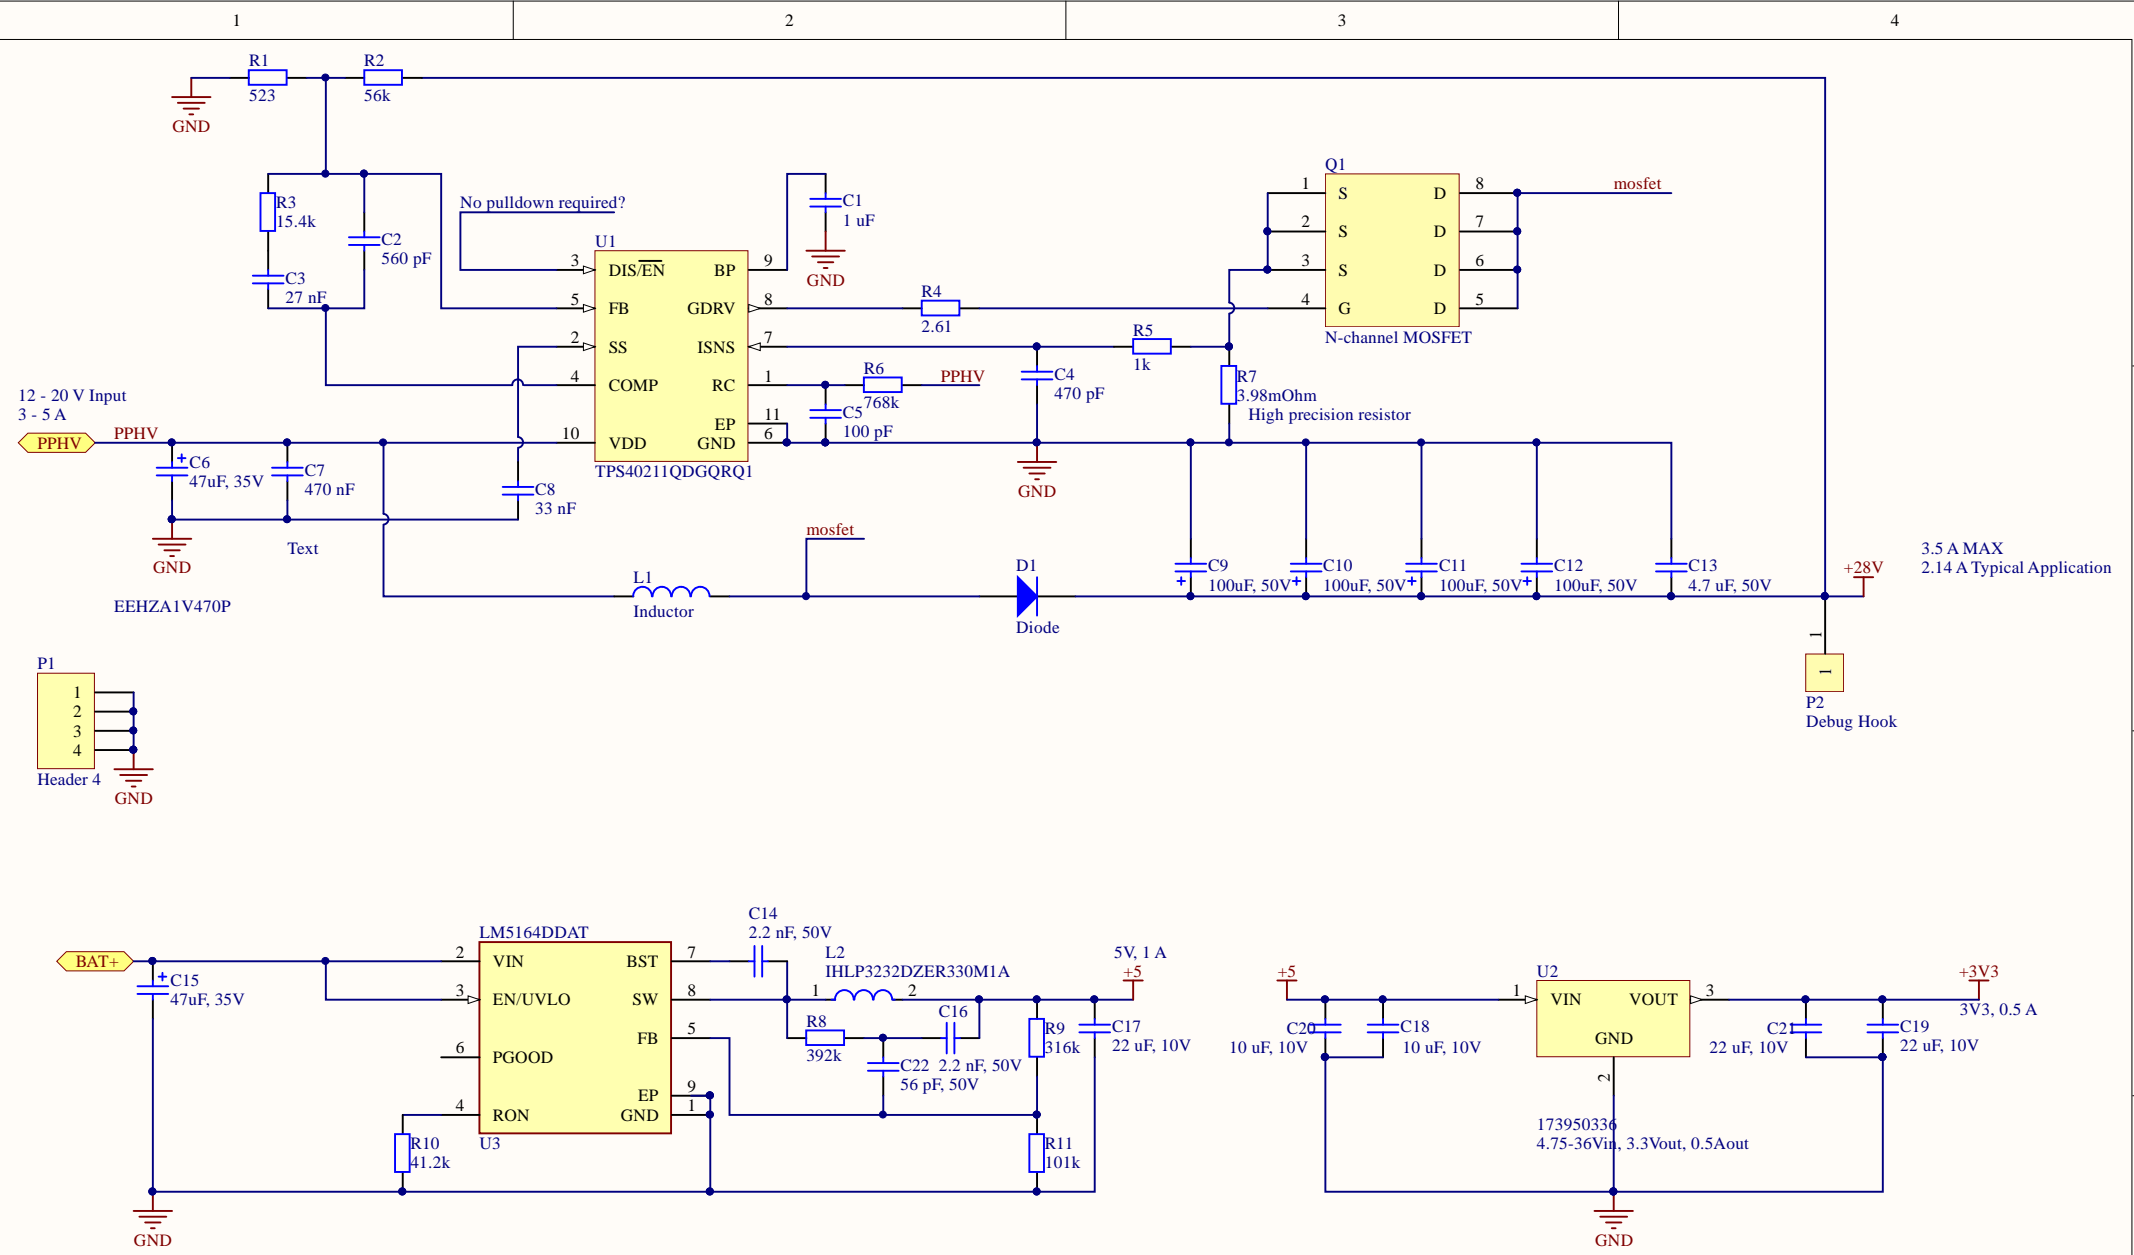 1
2
3
4
R1
523
R2
56k
GND
R3
15.4k
C2
560 pF
C3
27 nF
No pulldown required?
C1
1 uF
GND
U1
3
DIS/EN
BP
9
5
FB
GDRV
8
2
SS
ISNS
7
4
COMP
RC
1
EP
11
10
VDD
GND
6
TPS40211QDGQRQ1
R4
2.61
R5
1k
R6
768k
PPHV
C5
100 pF
C4
470 pF
R7
3.98mOhm
High precision resistor
GND
Q1
1
S
D
8
2
S
D
7
3
S
D
6
4
G
D
5
N-channel MOSFET
mosfet
12 - 20 V Input
3 - 5 A
PPHV
PPHV
C6
47uF, 35V
C7
470 nF
C8
33 nF
GND
Text
EEHZA1V470P
L1
Inductor
mosfet
D1
Diode
C9
100uF, 50V
C10
100uF, 50V
C11
100uF, 50V
C12
100uF, 50V
C13
4.7 uF, 50V
+28V
3.5 A MAX
2.14 A Typical Application
1
1
P2
Debug Hook
P1
1
2
3
4
Header 4
GND
BAT+
C15
47uF, 35V
LM5164DDAT
2
VIN
BST
7
3
EN/UVLO
SW
8
FB
5
6
PGOOD
EP
9
4
RON
GND
1
U3
R10
41.2k
GND
C14
2.2 nF, 50V
L2
IHLP3232DZER330M1A
1
2
R8
392k
C16
2.2 nF, 50V
C22
56 pF, 50V
R9
316k
R11
101k
5V, 1 A
+5
C17
22 uF, 10V
+5
C20
10 uF, 10V
C18
10 uF, 10V
U2
1
VIN
VOUT
3
GND
2
173950336
4.75-36Vin, 3.3Vout, 0.5Aout
C21
22 uF, 10V
C19
22 uF, 10V
+3V3
3V3, 0.5 A
GND